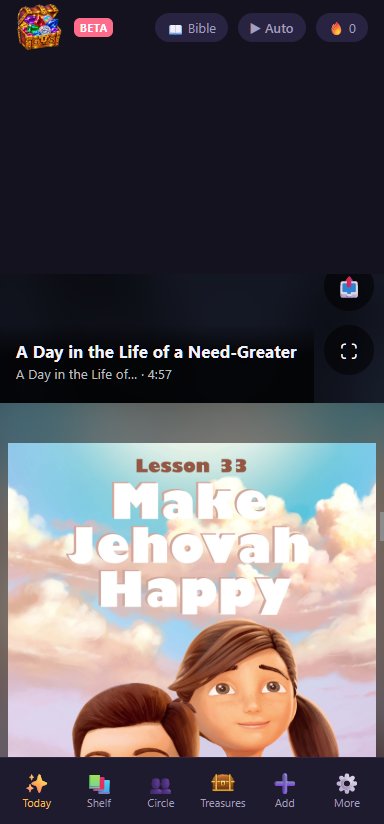 BETA
Bible
Auto
0
A Day in the Life of a Need-Greater
A Day in the Life of... · 4:57
Lesson 33
Make
Jehovah
Happy
Today
Shelf
Circle
Treasures
Add
More